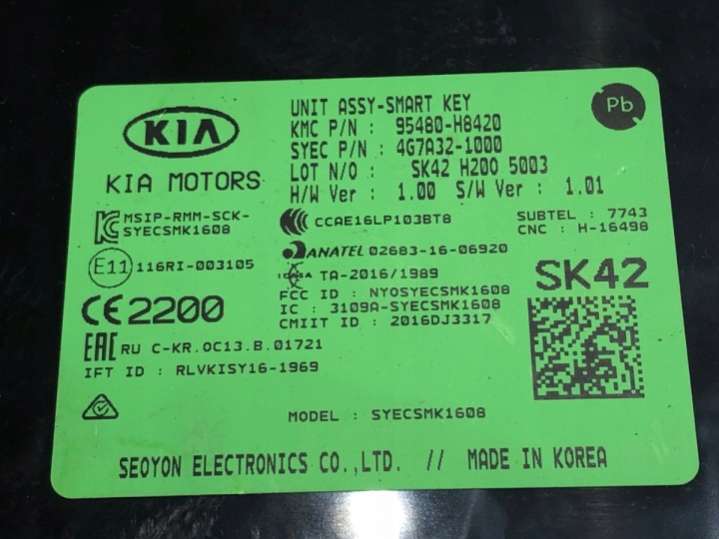 KIA
KIA MOTORS
UNIT ASSY-SMART KEY
KMC P/N : 95480-H8420
SYEC P/N : 4G7A32-1000
LOT N/O : SK42 H200 5003
H/W Ver : 1.00 S/W Ver : 1.01
Pb
MSIP-RMM-SCK-
SYECSMK1608
CCAE16LP103BT8
SUBTEL : 7743
CNC : H-16498
E11 116RI-003105
ANATEL 02683-16-06920
TA-2016/1989
SK42
CE2200
FCC ID : NYOSYECSMK1608
IC : 3109A-SYECSMK1608
CMIIT ID : 2016DJ3317
EAC RU C-KR.OC13.B.01721
IFT ID : RLVKISY16-1969
MODEL : SYECSMK1608
SEOYON ELECTRONICS CO.,LTD. // MADE IN KOREA